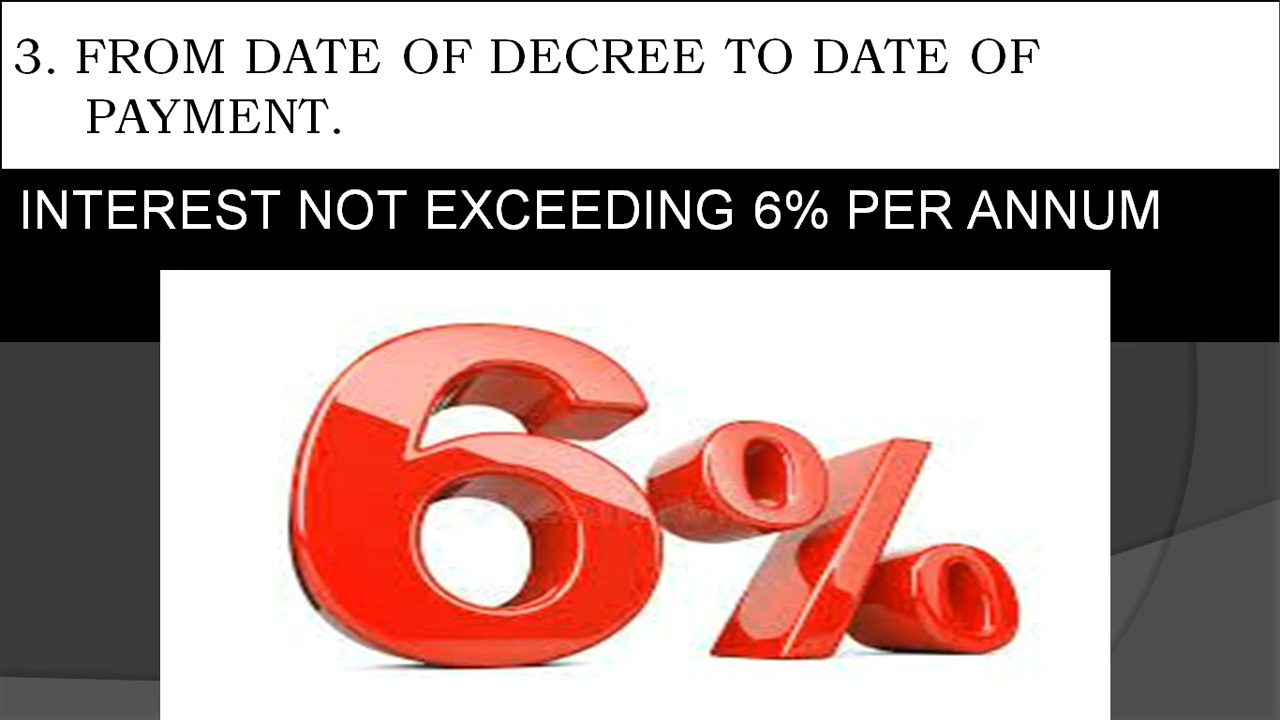 3. FROM DATE OF DECREE TO DATE OF
PAYMENT.
INTEREST NOT EXCEEDING 6% PER ANNUM
6%